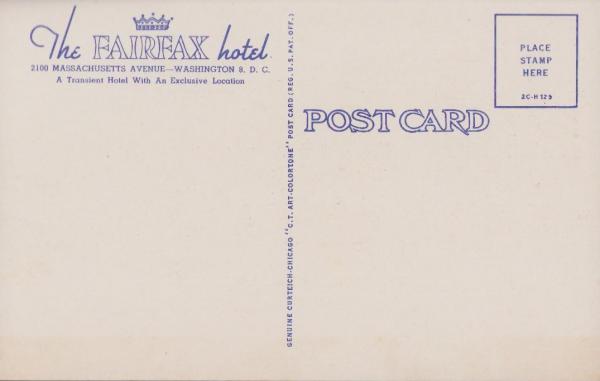 The FAIRFAX hotel
2100 MASSACHUSETTS AVENUE—WASHINGTON 8, D. C.
A Transient Hotel With An Exclusive Location
GENUINE CURTEICH-CHICAGO "C.T. ART-COLORTONE" POST CARD (REG. U.S. PAT. OFF.)
POST CARD
PLACE
STAMP
HERE
2C-H129